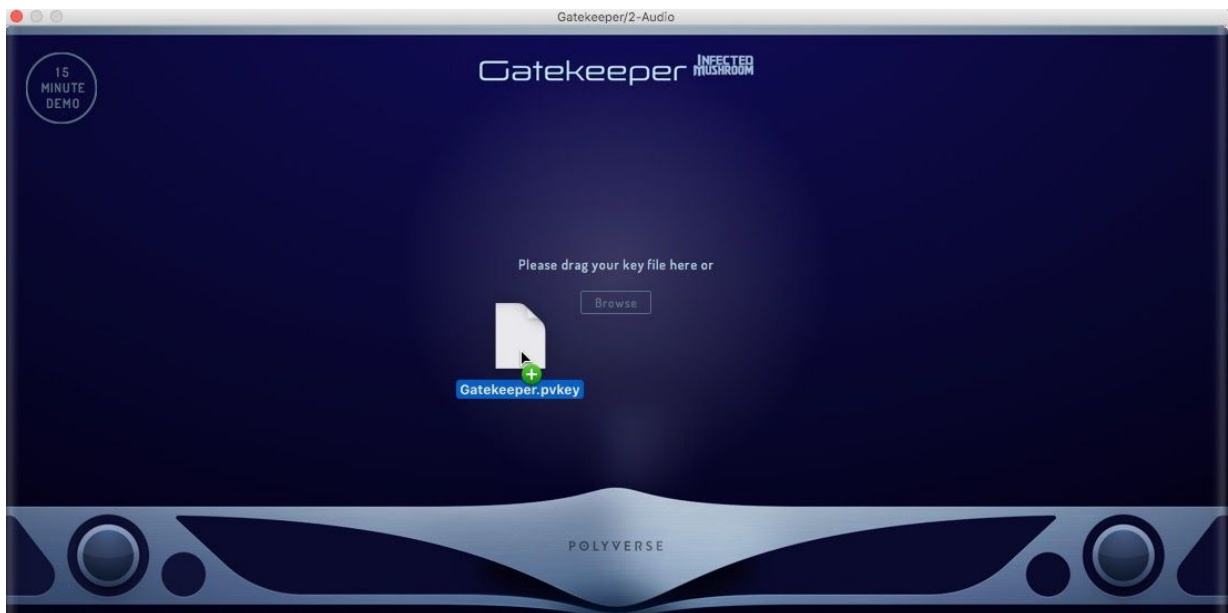 Gatekeeper/2-Audio
15
MINUTE
DEMO
Gatekeeper INFECTED
MUSHROOM
Please drag your key file here or
Browse
Gatekeeper.pvkey
POLYVERSE